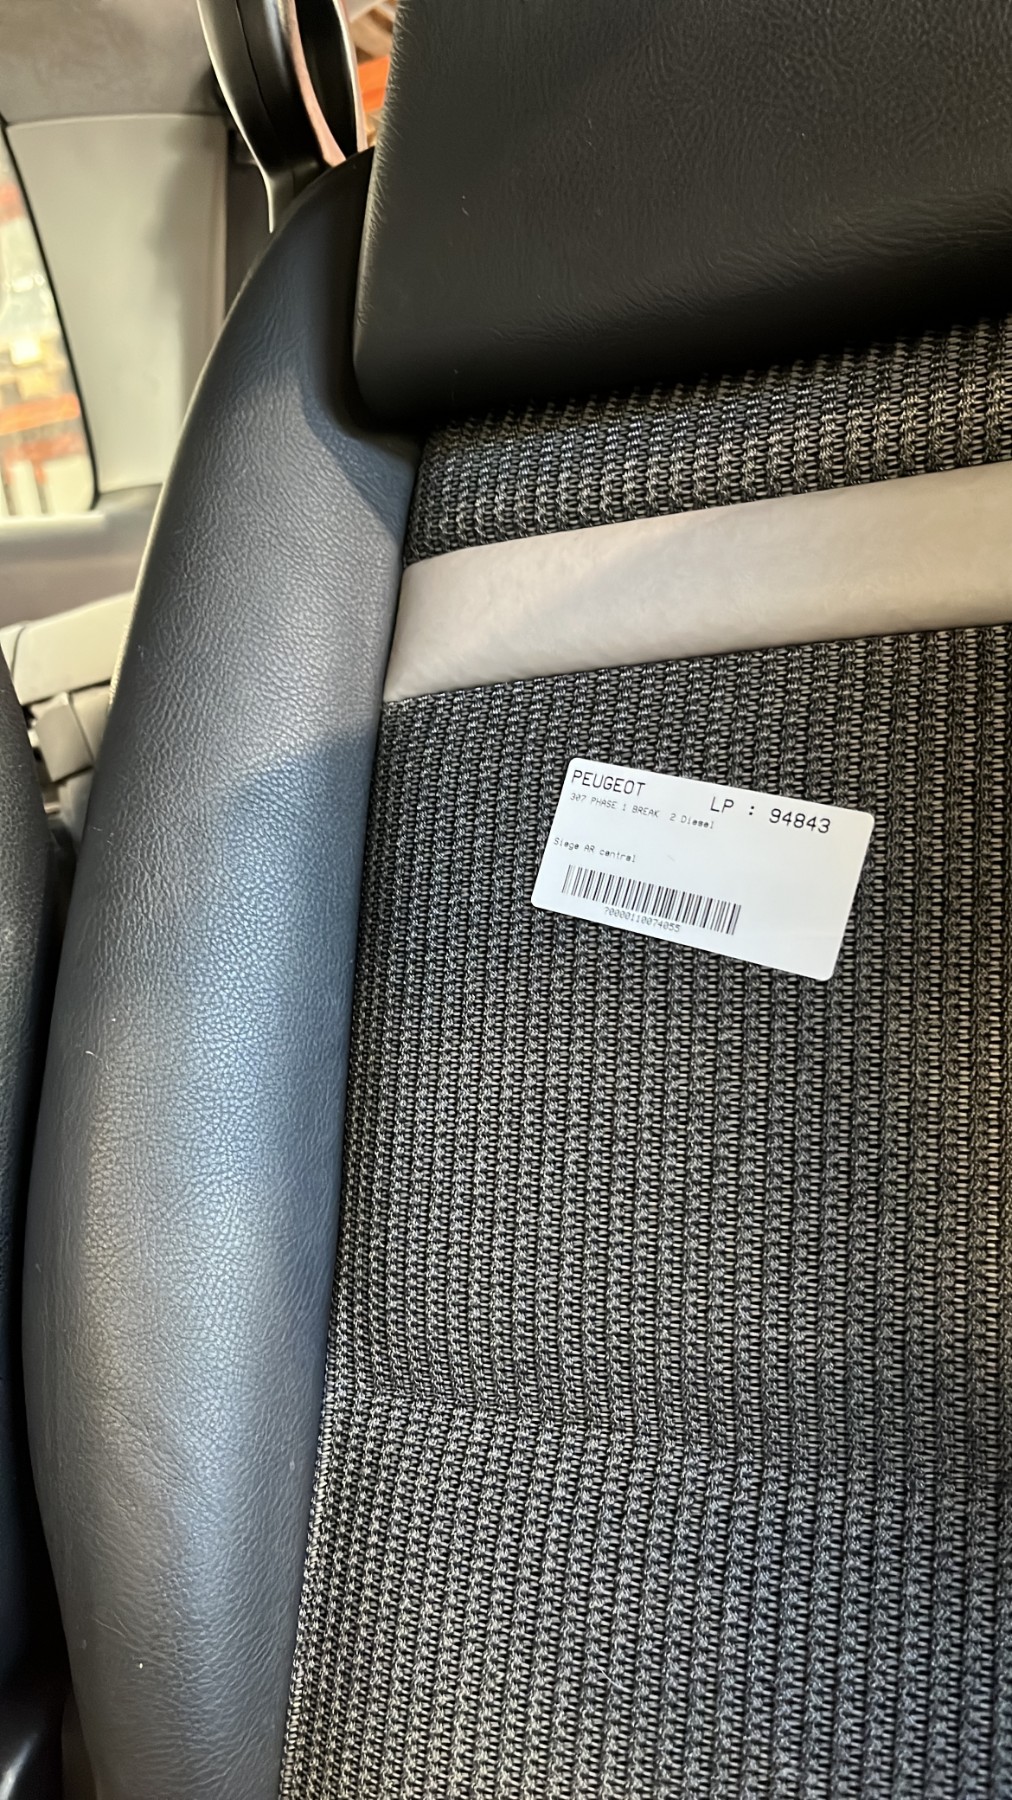 PEUGEOT
LP : 94843
307 PHASE 1 BREAK 2 Diesel
Siege AR central
70000110074055